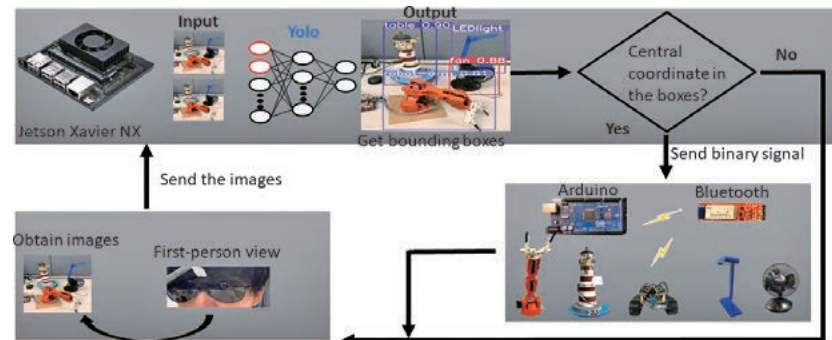 Input
Yolo
Output
Jetson Xavier NX
table 0.90
LEDlight
fan 0.88
Get bounding boxes
Central
coordinate in
the boxes?
No
Yes
Send binary signal
Send the images
Arduino
Bluetooth
Obtain images
First-person view